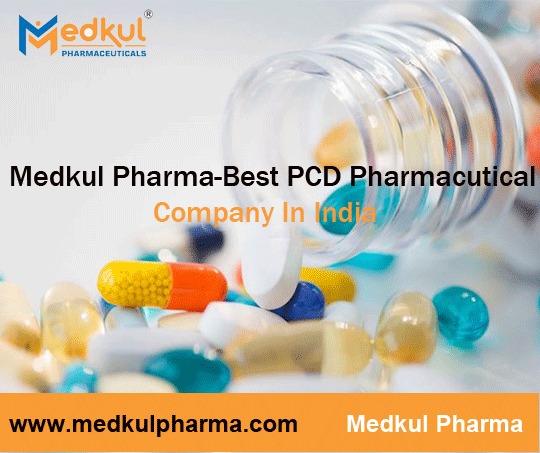 Medkul®
PHARMACEUTICALS
Medkul Pharma-Best PCD Pharmacutical
Company In India
www.medkulpharma.com Medkul Pharma